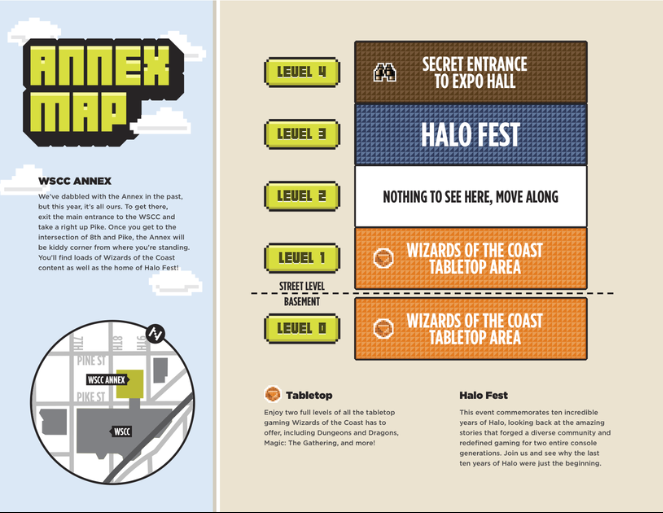 ANNEX
MAP
WSCC ANNEX
We've dabbled with the Annex in the past,
but this year, it's all ours. To get there,
exit the main entrance to the WSCC and
take a right up Pike. Once you get to the
intersection of 8th and Pike, the Annex will
be kiddy corner from where you're standing.
You'll find loads of Wizards of the Coast
content as well as the home of Halo Fest!
7TH
8TH
9TH
PINE ST
WSCC ANNEX
PIKE ST
WSCC
N
LEVEL 4
SECRET ENTRANCE
TO EXPO HALL
LEVEL 3
HALO FEST
LEVEL 2
NOTHING TO SEE HERE, MOVE ALONG
LEVEL 1
WIZARDS OF THE COAST
TABLETOP AREA
STREET LEVEL
BASEMENT
LEVEL 0
WIZARDS OF THE COAST
TABLETOP AREA
Tabletop
Enjoy two full levels of all the tabletop
gaming Wizards of the Coast has to
offer, including Dungeons and Dragons,
Magic: The Gathering, and more!
Halo Fest
This event commemorates ten incredible
years of Halo, looking back at the amazing
stories that forged a diverse community and
redefined gaming for two entire console
generations. Join us and see why the last
ten years of Halo were just the beginning.